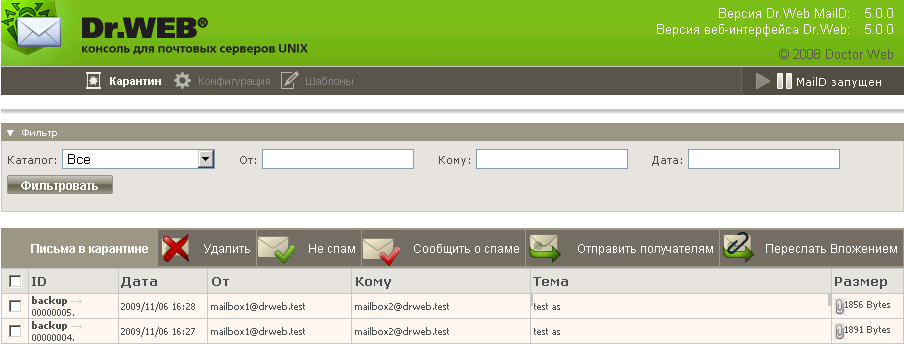 Dr.WEB®
консоль для почтовых серверов UNIX
Версия Dr.Web MailD: 5.0.0
Версия веб-интерфейса Dr.Web: 5.0.0
© 2008 Doctor Web
Карантин Конфигурация Шаблоны MailD запущен
Фильтр
Каталог: Все От: Кому: Дата:
Фильтровать
Письма в карантине Удалить Не спам Сообщить о спаме Отправить получателям Переслать Вложением
ID Дата От Кому Тема Размер
backup → 2009/11/06 16:28 mailbox1@drweb.test mailbox2@drweb.test test as 1856 Bytes
00000005.
backup → 2009/11/06 16:27 mailbox1@drweb.test mailbox2@drweb.test test as 1891 Bytes
00000004.